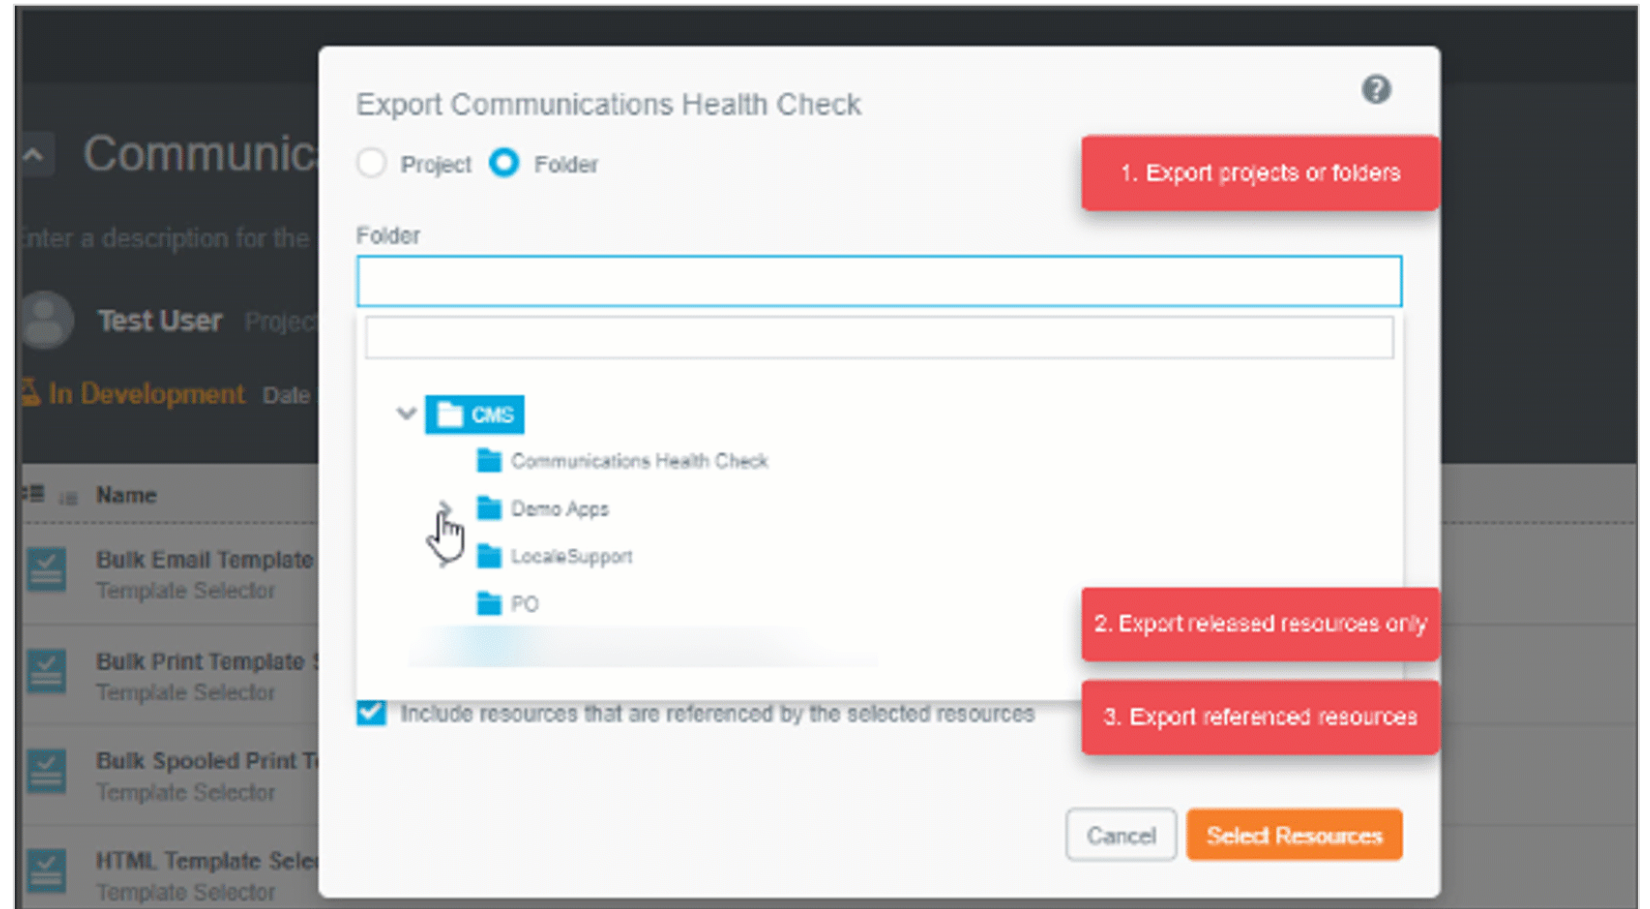 Export Communications Health Check
?
Project
Folder
1. Export projects or folders
Folder
CMS
Communications Health Check
Demo Apps
LocaleSupport
PO
2. Export released resources only
Include resources that are referenced by the selected resources
3. Export referenced resources
Cancel
Select Resources
Communic
Enter a description for the
Test User Project
In Development Date
Name
Bulk Email Template
Template Selector
Bulk Print Template S
Template Selector
Bulk Spooled Print T
Template Selector
HTML Template Selec
Template Selector